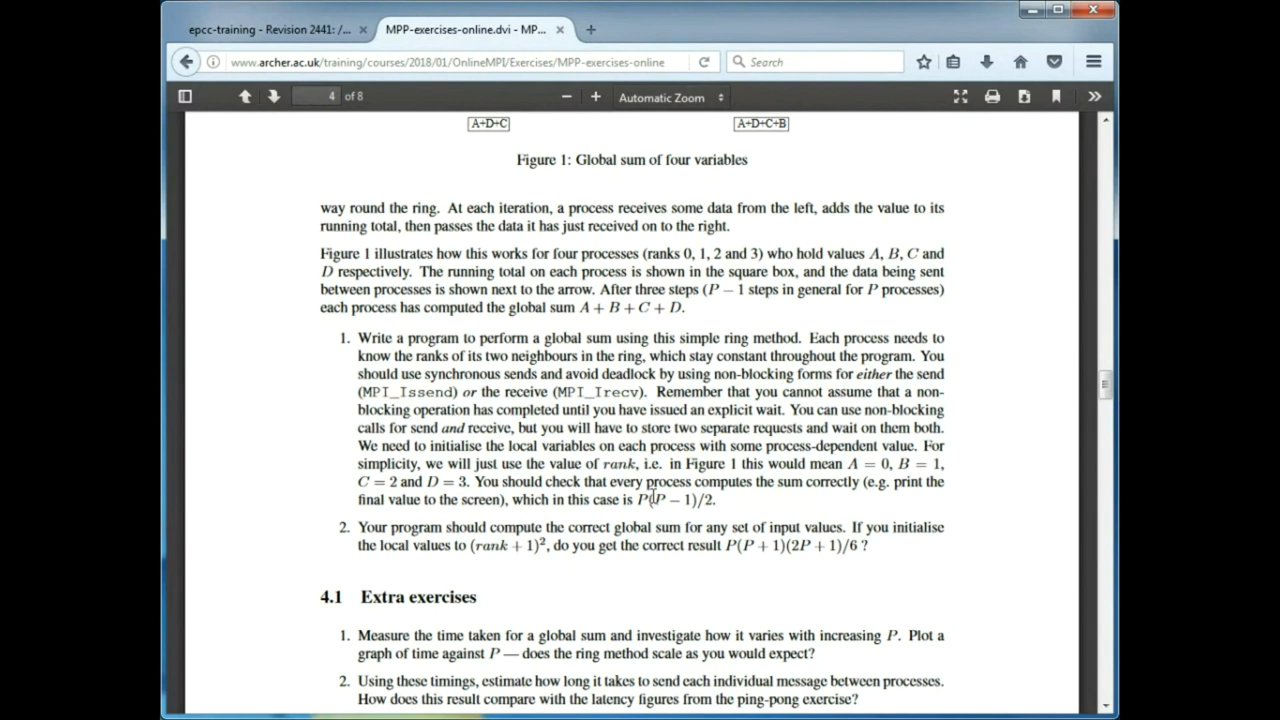 epcc-training - Revision 2441: /...
MPP-exercises-online.dvi - MP...
www.archer.ac.uk/training/courses/2018/01/OnlineMPI/Exercises/MPP-exercises-online
Search
4 of 8
Automatic Zoom
A+D+C
A+D+C+B
Figure 1: Global sum of four variables
way round the ring. At each iteration, a process receives some data from the left, adds the value to its
running total, then passes the data it has just received on to the right.
Figure 1 illustrates how this works for four processes (ranks 0, 1, 2 and 3) who hold values A, B, C and
D respectively. The running total on each process is shown in the square box, and the data being sent
between processes is shown next to the arrow. After three steps (P − 1 steps in general for P processes)
each process has computed the global sum A + B + C + D.
1. Write a program to perform a global sum using this simple ring method. Each process needs to
know the ranks of its two neighbours in the ring, which stay constant throughout the program. You
should use synchronous sends and avoid deadlock by using non-blocking forms for either the send
(MPI_Issend) or the receive (MPI_Irecv). Remember that you cannot assume that a non-
blocking operation has completed until you have issued an explicit wait. You can use non-blocking
calls for send and receive, but you will have to store two separate requests and wait on them both.
We need to initialise the local variables on each process with some process-dependent value. For
simplicity, we will just use the value of rank, i.e. in Figure 1 this would mean A = 0, B = 1,
C = 2 and D = 3. You should check that every process computes the sum correctly (e.g. print the
final value to the screen), which in this case is P(P − 1)/2.
2. Your program should compute the correct global sum for any set of input values. If you initialise
the local values to (rank + 1)², do you get the correct result P(P + 1)(2P + 1)/6 ?
4.1 Extra exercises
1. Measure the time taken for a global sum and investigate how it varies with increasing P. Plot a
graph of time against P — does the ring method scale as you would expect?
2. Using these timings, estimate how long it takes to send each individual message between processes.
How does this result compare with the latency figures from the ping-pong exercise?